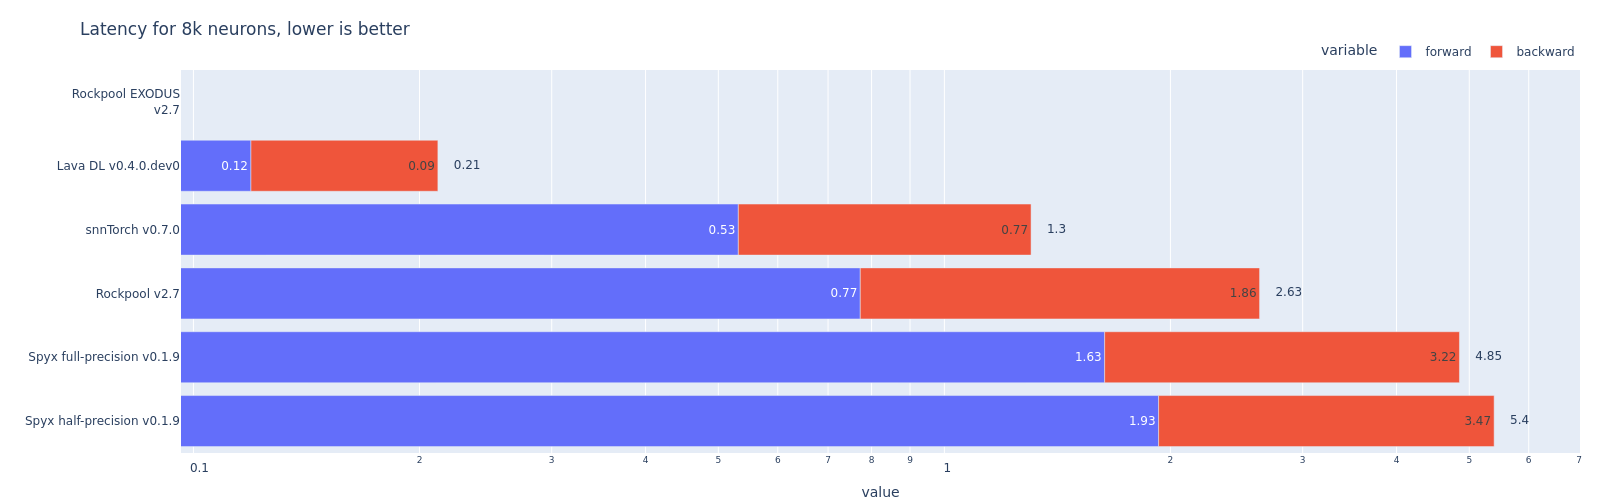 Latency for 8k neurons, lower is better
variable forward backward
Rockpool EXODUS
v2.7
Lava DL v0.4.0.dev0 0.12 0.09 0.21
snnTorch v0.7.0 0.53 0.77 1.3
Rockpool v2.7 0.77 1.86 2.63
Spyx full-precision v0.1.9 1.63 3.22 4.85
Spyx half-precision v0.1.9 1.93 3.47 5.4
0.1 2 3 4 5 6 7 8 9 1 2 3 4 5 6 7
value